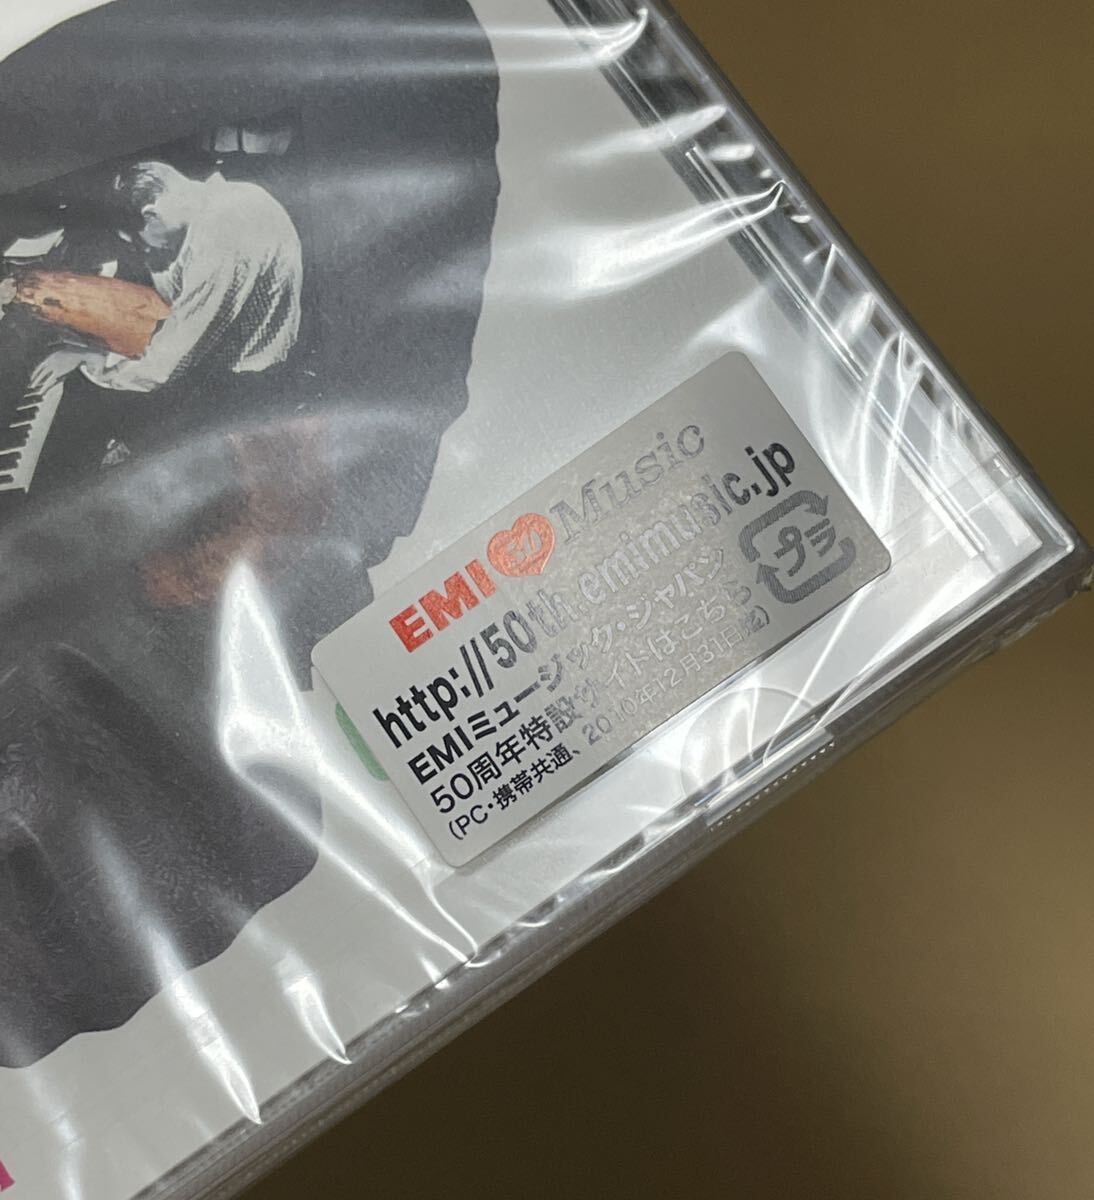 EMI 50 Music
http://50th.emimusic.jp
EMIミュージック・ジャパン
50周年特設サイトはこちら
(PC・携帯共通、2010年12月31日迄)
プラ